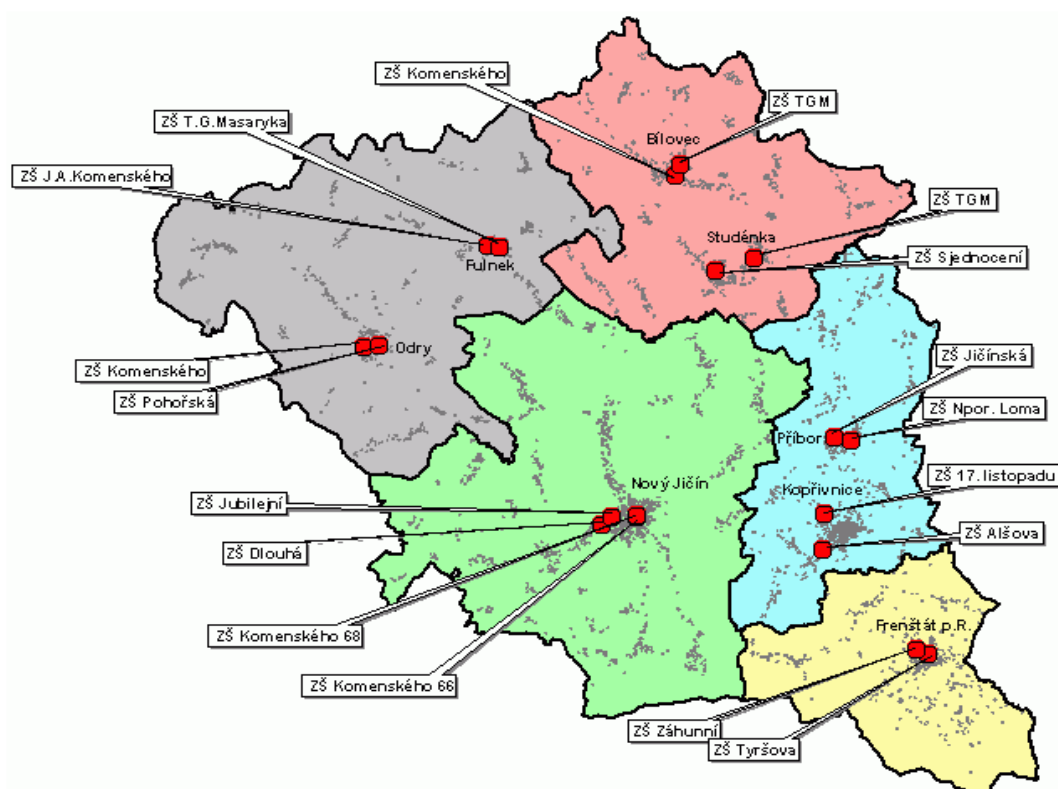 ZŠ Komenského
ZŠ TGM
ZŠ T.G.Masaryka
Bílovec
ZŠ J.A.Komenského
ZŠ TGM
Studénka
ZŠ Sjednocení
Fulnek
Odry
ZŠ Komenského
ZŠ Pohořská
ZŠ Jičínská
ZŠ Npor. Loma
Příbor
ZŠ 17.listopadu
Kopřivnice
Nový Jičín
ZŠ Jubilejní
ZŠ Dlouhá
ZŠ Alšova
ZŠ Komenského 68
Frenštát p.R.
ZŠ Komenského 66
ZŠ Záhunní
ZŠ Tyršova